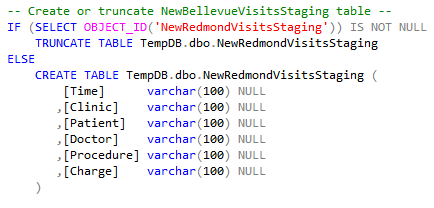 -- Create or truncate NewBellevueVisitsStaging table --
IF (SELECT OBJECT_ID('NewRedmondVisitsStaging')) IS NOT NULL
    TRUNCATE TABLE TempDB.dbo.NewRedmondVisitsStaging
ELSE
    CREATE TABLE TempDB.dbo.NewRedmondVisitsStaging (
        [Time]      varchar(100) NULL
       ,[Clinic]    varchar(100) NULL
       ,[Patient]   varchar(100) NULL
       ,[Doctor]    varchar(100) NULL
       ,[Procedure] varchar(100) NULL
       ,[Charge]    varchar(100) NULL
    )